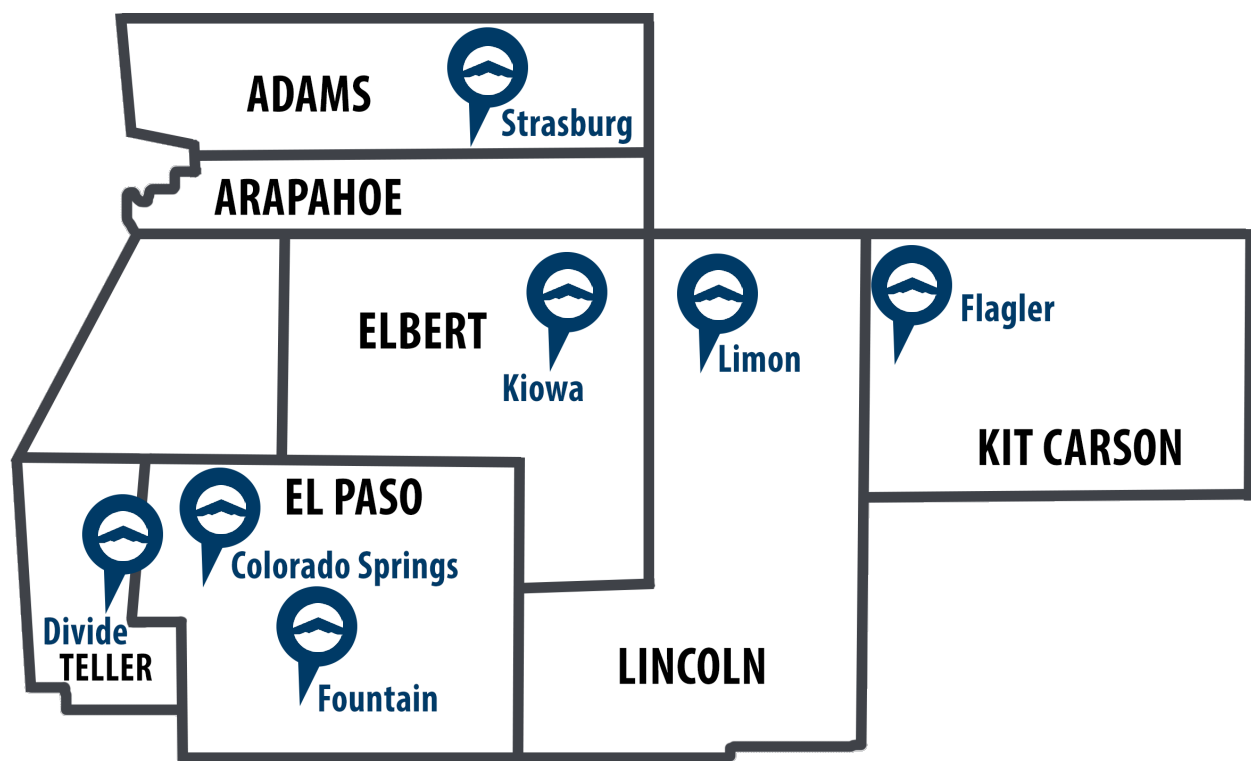 ADAMS
Strasburg
ARAPAHOE
ELBERT
Kiowa
Limon
Flagler
KIT CARSON
EL PASO
Colorado Springs
Divide
TELLER
Fountain
LINCOLN